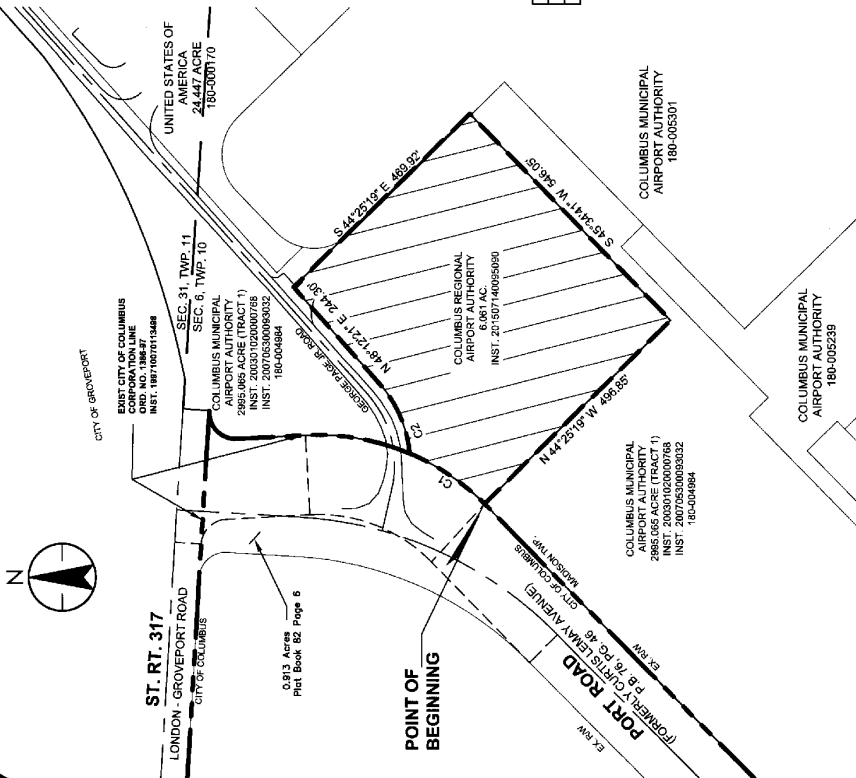 UNITED STATES OF
AMERICA
24.447 ACRE
180-000170
CITY OF GROVEPORT
EXIST CITY OF COLUMBUS
CORPORATION LINE
ORD. NO. 1386-97
INST. 199710070113498
SEC. 31, TWP. 11
SEC. 6, TWP. 10
COLUMBUS MUNICIPAL
AIRPORT AUTHORITY
2995.065 ACRE (TRACT 1)
INST. 200301020000768
INST. 200705300093032
180-004984
N
ST. RT. 317
LONDON - GROVEPORT ROAD
CITY OF COLUMBUS
0.913 Acres
Plat Book 82 Page 6
POINT OF
BEGINNING
GEORGE PAGE JR ROAD
N 48°12'21" E 244.30'
S 44°25'19" E 469.92'
S 45°34'41" W 546.05'
N 44°25'19" W 496.85'
C1
C2
COLUMBUS REGIONAL
AIRPORT AUTHORITY
6.061 AC.
INST. 201507140095090
COLUMBUS MUNICIPAL
AIRPORT AUTHORITY
180-005301
COLUMBUS MUNICIPAL
AIRPORT AUTHORITY
180-005239
COLUMBUS MUNICIPAL
AIRPORT AUTHORITY
2995.065 ACRE (TRACT 1)
INST. 200301020000768
INST. 200705300093032
180-004984
CITY OF COLUMBUS
MADISON TWP.
EX R/W
PORT ROAD
(FORMERLY CURTIS LEMAY AVENUE)
P.B. 76, PG. 46
EX R/W